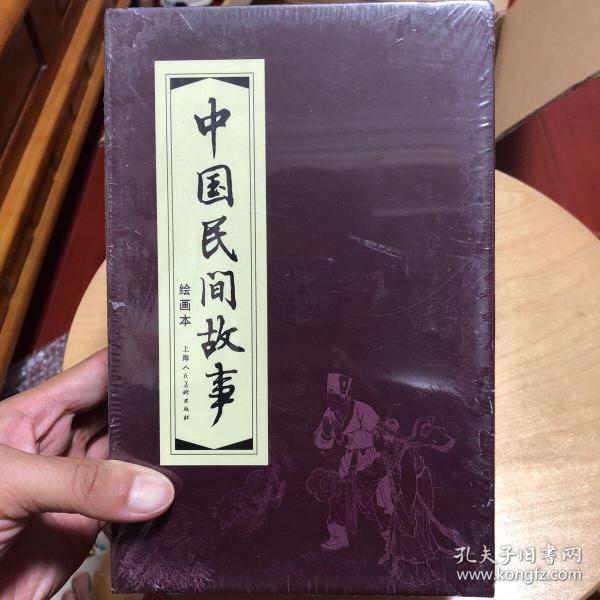 中国民间故事
绘画本
上海人民美术出版社
孔夫子旧书网
www.kongfz.com